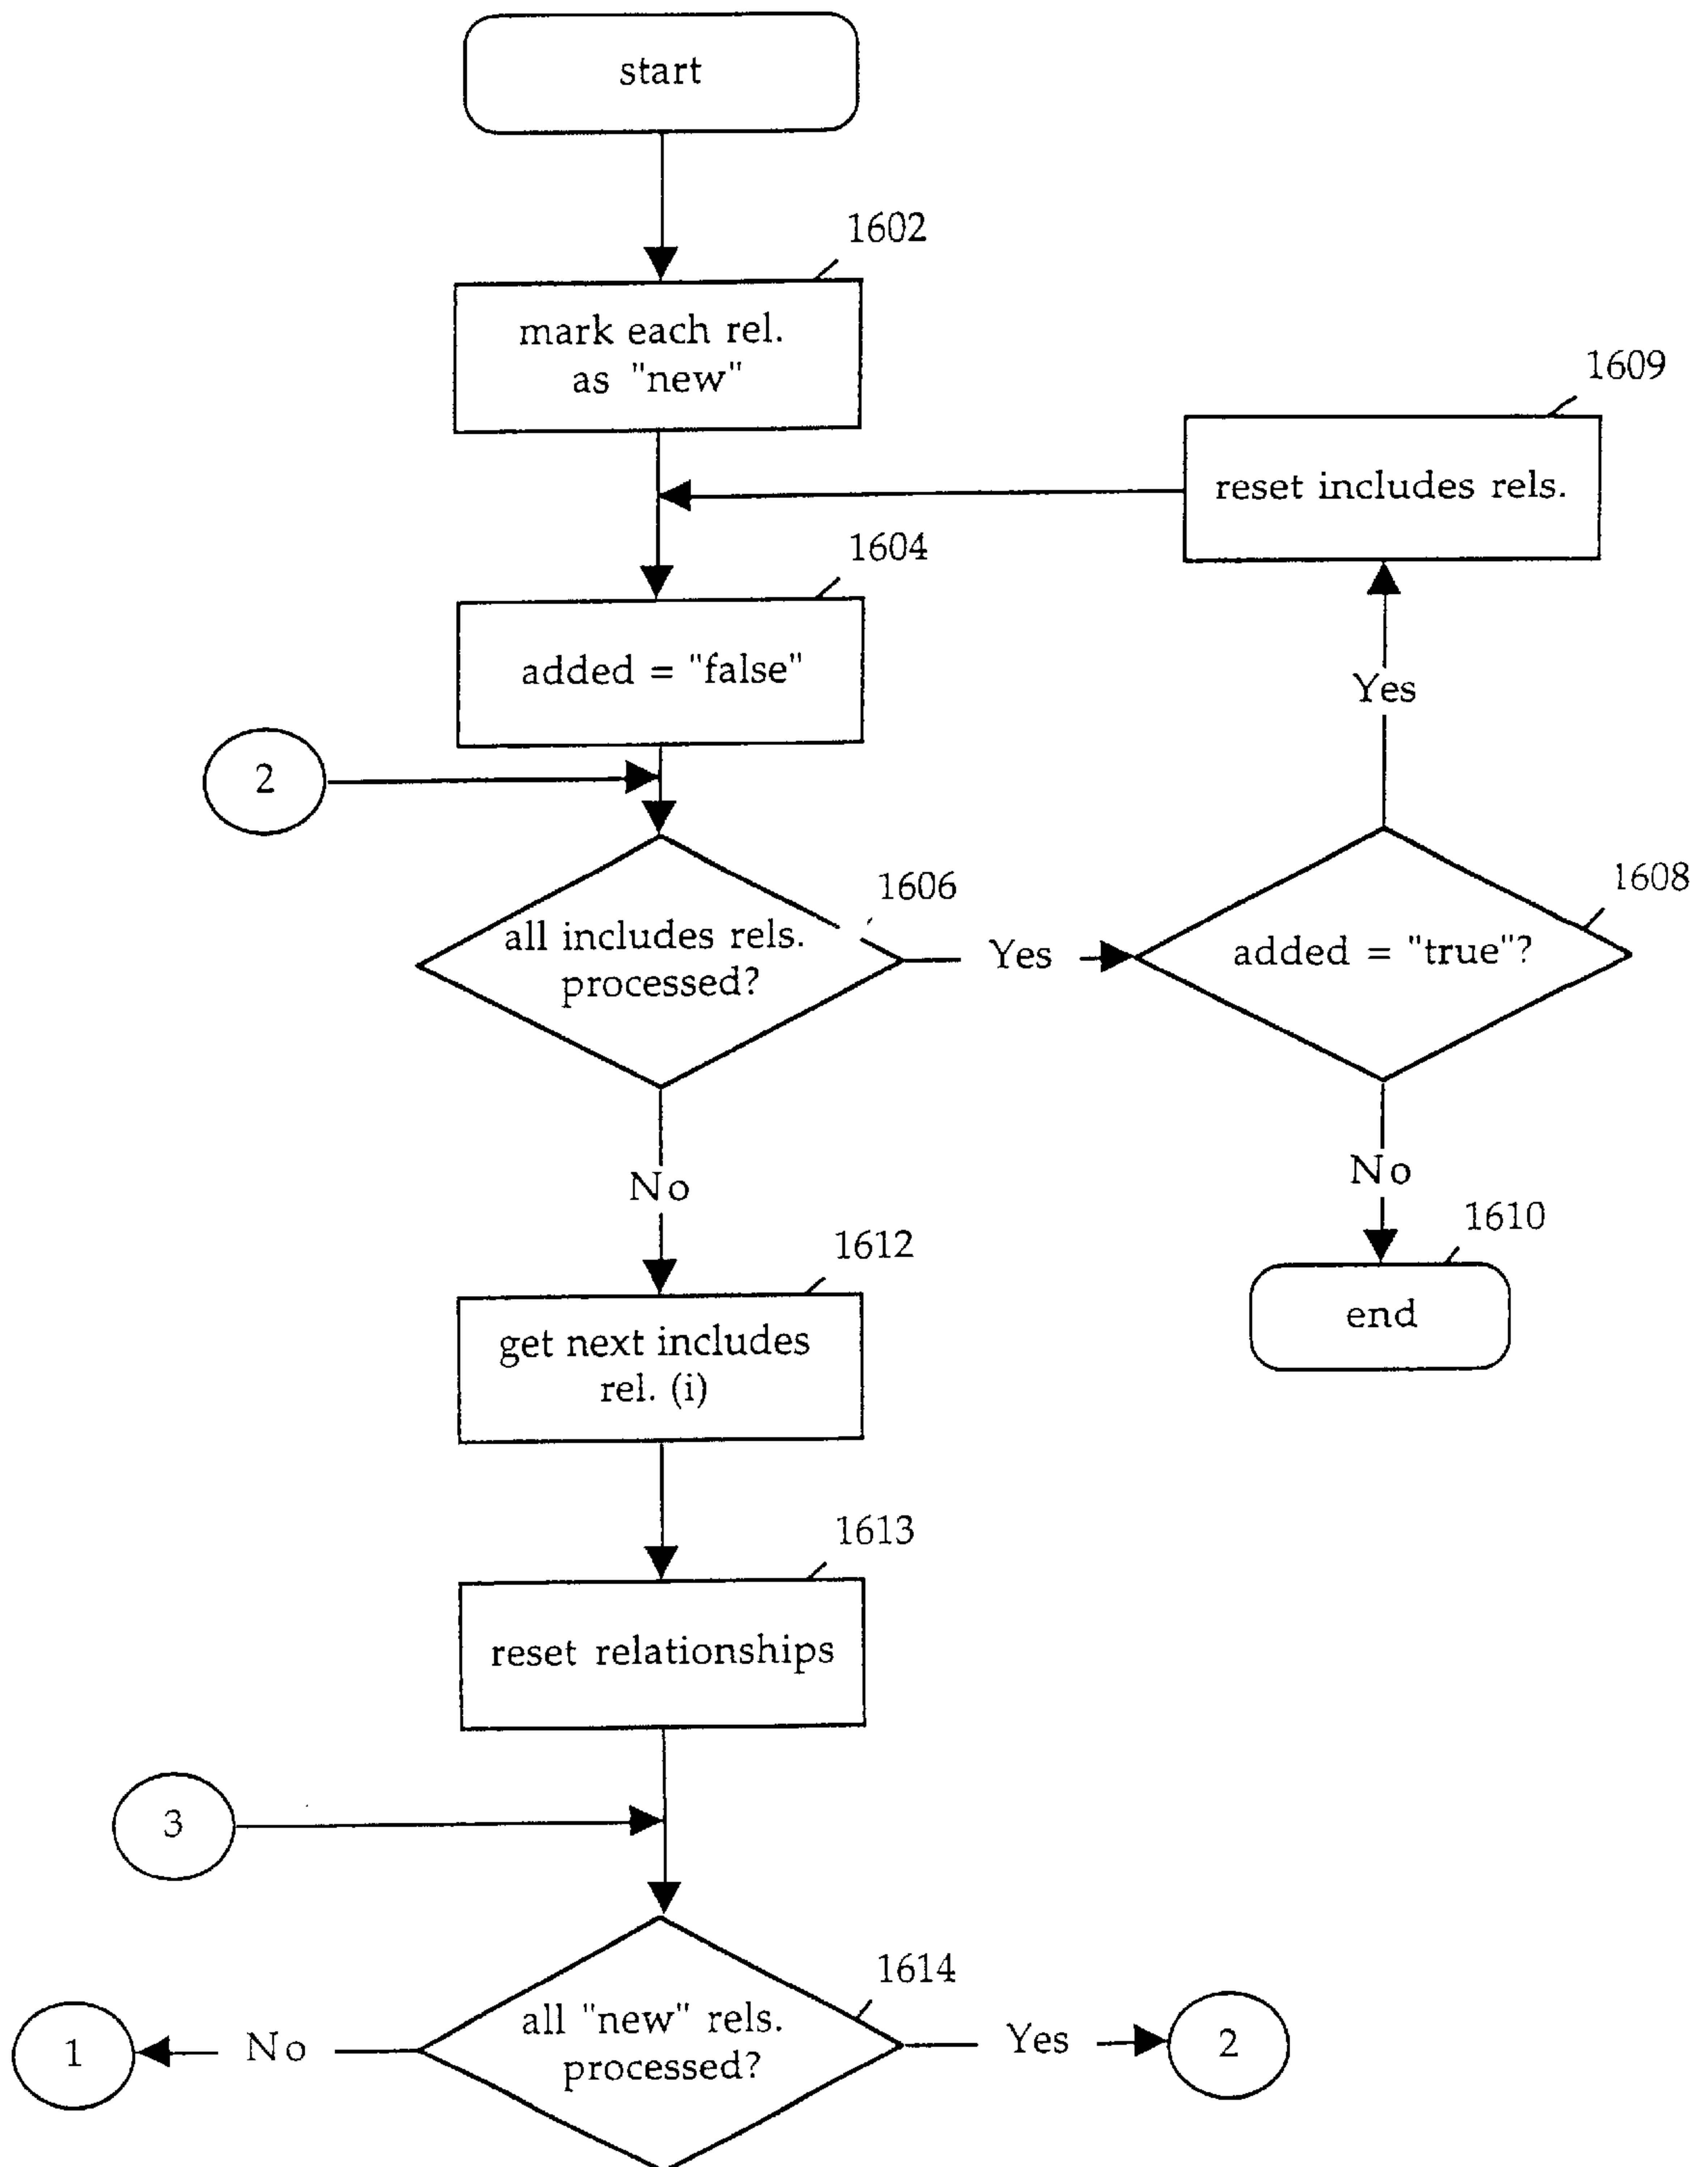 start
1602
mark each rel.
as "new"
1609
reset includes rels.
1604
added = "false"
Yes
2
1606
1608
all includes rels.
processed?
Yes
added = "true"?
No
No
1610
1612
end
get next includes
rel. (i)
1613
reset relationships
3
1614
all "new" rels.
processed?
1
No
Yes
2